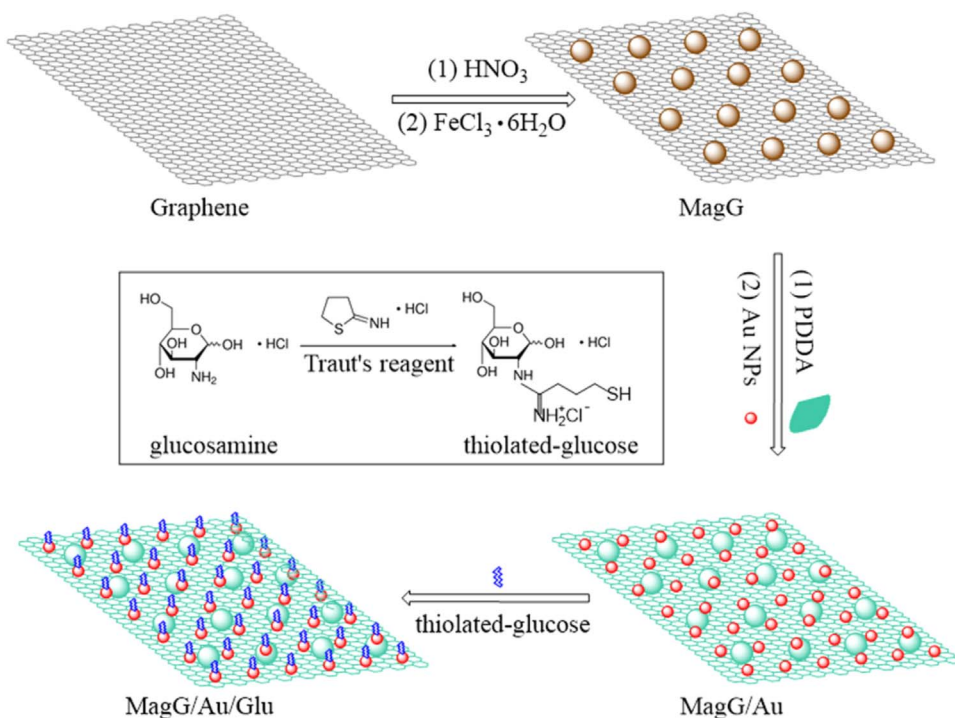 (1) HNO₃
(2) FeCl₃·6H₂O
Graphene
MagG
(1) PDDA
(2) Au NPs
HO
O
OH
HO
OH
NH₂
· HCl
S
NH
· HCl
Traut's reagent
HO
O
OH
HO
OH
NH
· HCl
SH
NH₂⁺Cl⁻
glucosamine
thiolated-glucose
thiolated-glucose
MagG/Au/Glu
MagG/Au